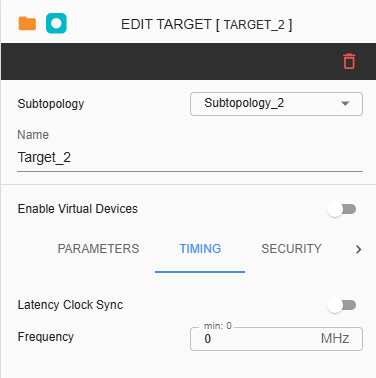 EDIT TARGET [ TARGET_2 ]
Subtopology
Subtopology_2
Name
Target_2
Enable Virtual Devices
PARAMETERS TIMING SECURITY
Latency Clock Sync
Frequency
min: 0
0 MHz